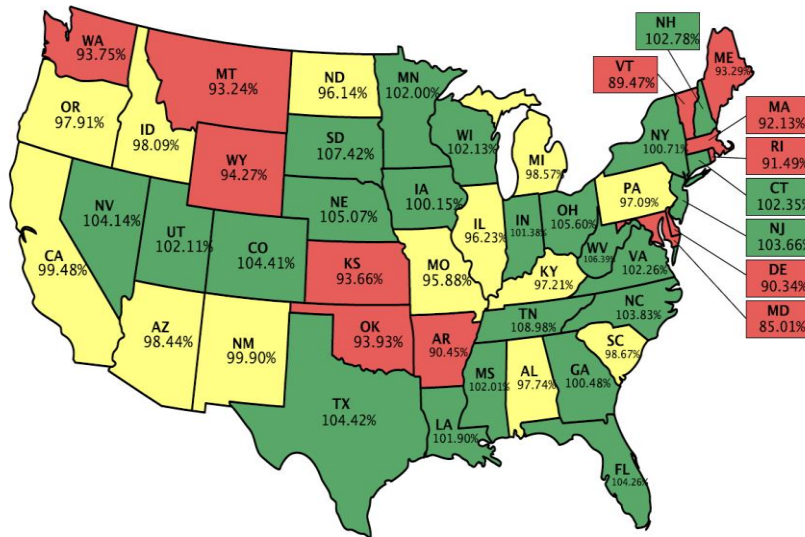 NH
102.78%
WA
93.75%
VT
89.47%
ME
93.29%
MT
93.24%
ND
96.14%
MN
102.00%
OR
97.91%
ID
98.09%
MA
92.13%
SD
107.42%
WI
102.13%
NY
100.71%
RI
91.49%
WY
94.27%
MI
98.57%
CT
102.35%
PA
97.09%
NV
104.14%
NE
105.07%
IA
100.15%
NJ
103.66%
UT
102.11%
CO
104.41%
IL
96.23%
IN
101.38%
OH
105.60%
CA
99.48%
WV
106.39%
VA
102.26%
DE
90.34%
KS
93.66%
MO
95.88%
KY
97.21%
MD
85.01%
NC
103.83%
TN
108.98%
AZ
98.44%
NM
99.90%
OK
93.93%
AR
90.45%
SC
98.67%
MS
102.01%
AL
97.74%
GA
100.48%
TX
104.42%
LA
101.90%
FL
104.26%